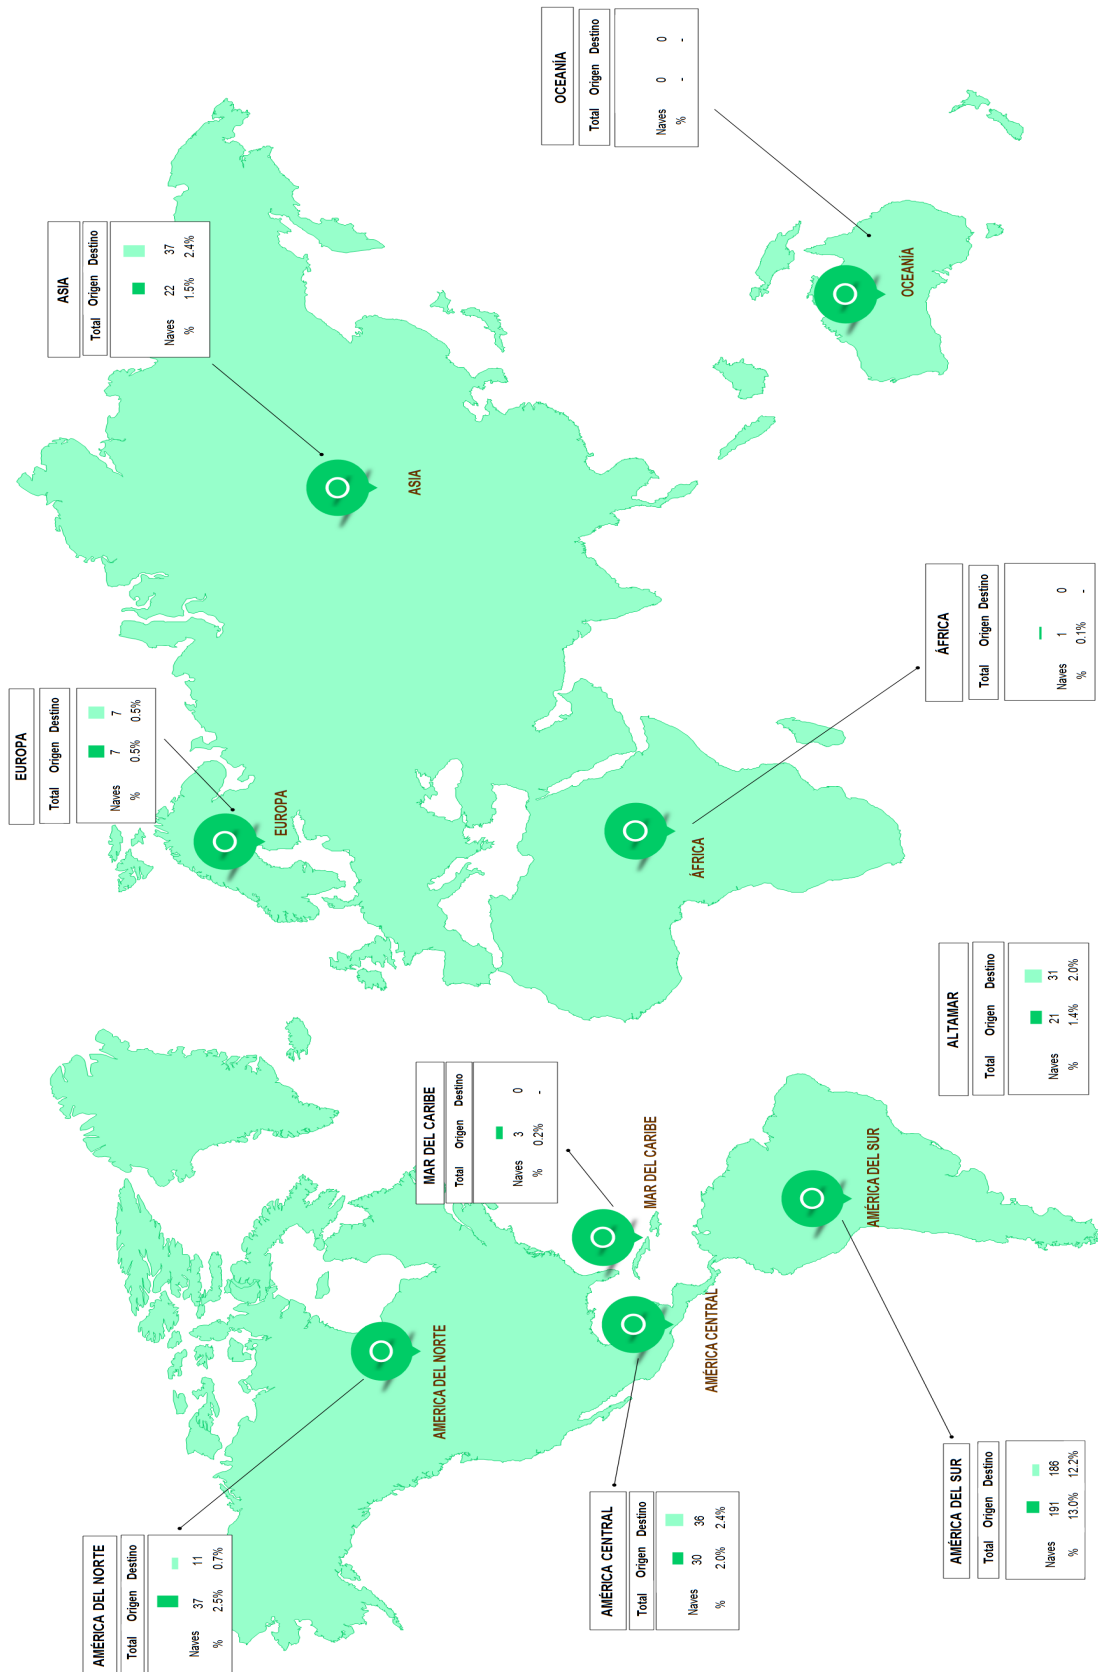 AMÉRICA DEL NORTE
Total Origen Destino
Naves 37 11
% 2.5% 0.7%
EUROPA
Total Origen Destino
Naves 7 7
% 0.5% 0.5%
ASIA
Total Origen Destino
Naves 22 37
% 1.5% 2.4%
OCEANÍA
Total Origen Destino
Naves 0 0
% - -
MAR DEL CARIBE
Total Origen Destino
Naves 3 0
% 0.2% -
AMÉRICA CENTRAL
Total Origen Destino
Naves 30 36
% 2.0% 2.4%
AMÉRICA DEL SUR
Total Origen Destino
Naves 191 186
% 13.0% 12.2%
ALTAMAR
Total Origen Destino
Naves 21 31
% 1.4% 2.0%
ÁFRICA
Total Origen Destino
Naves 1 0
% 0.1% -
EUROPA
ASIA
AMERICA DEL NORTE
MAR DEL CARIBE
AMÉRICA CENTRAL
ÁFRICA
AMÉRICA DEL SUR
OCEANÍA